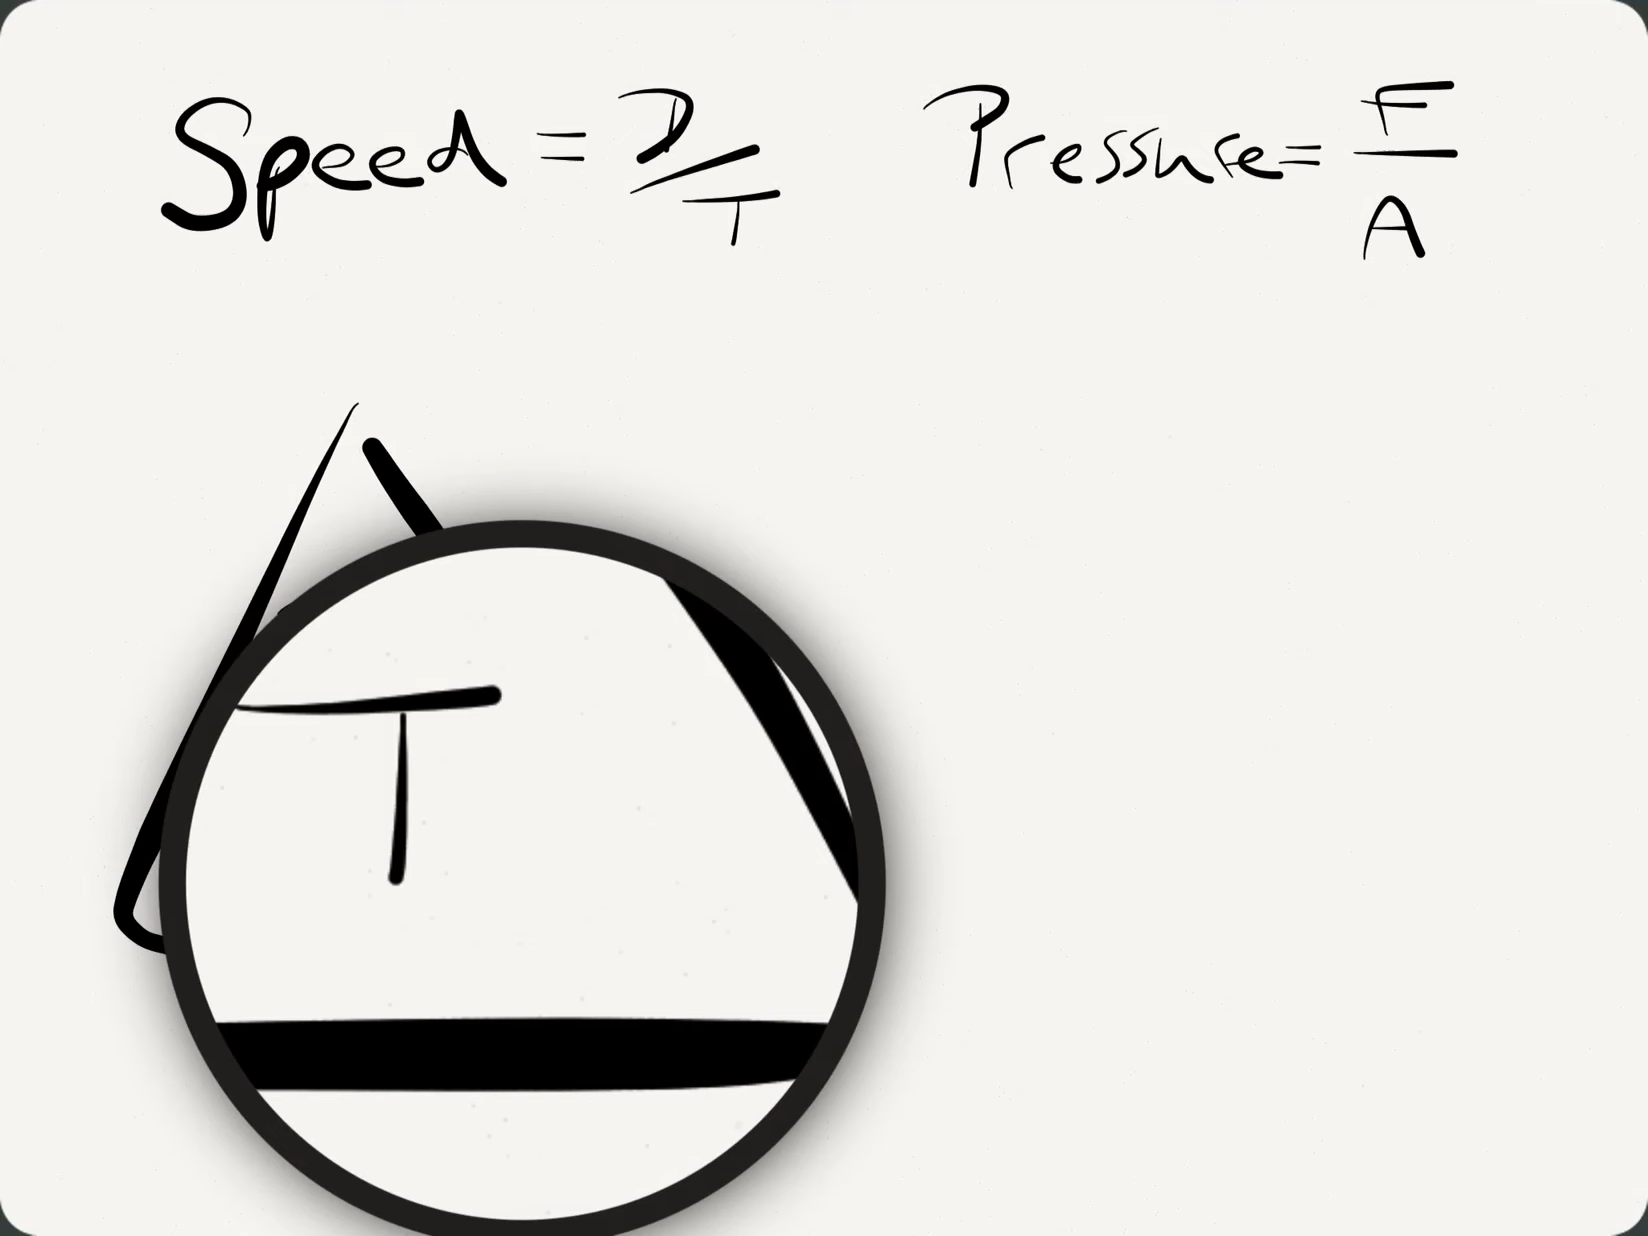 Speed = D/T Pressure = F/A
T